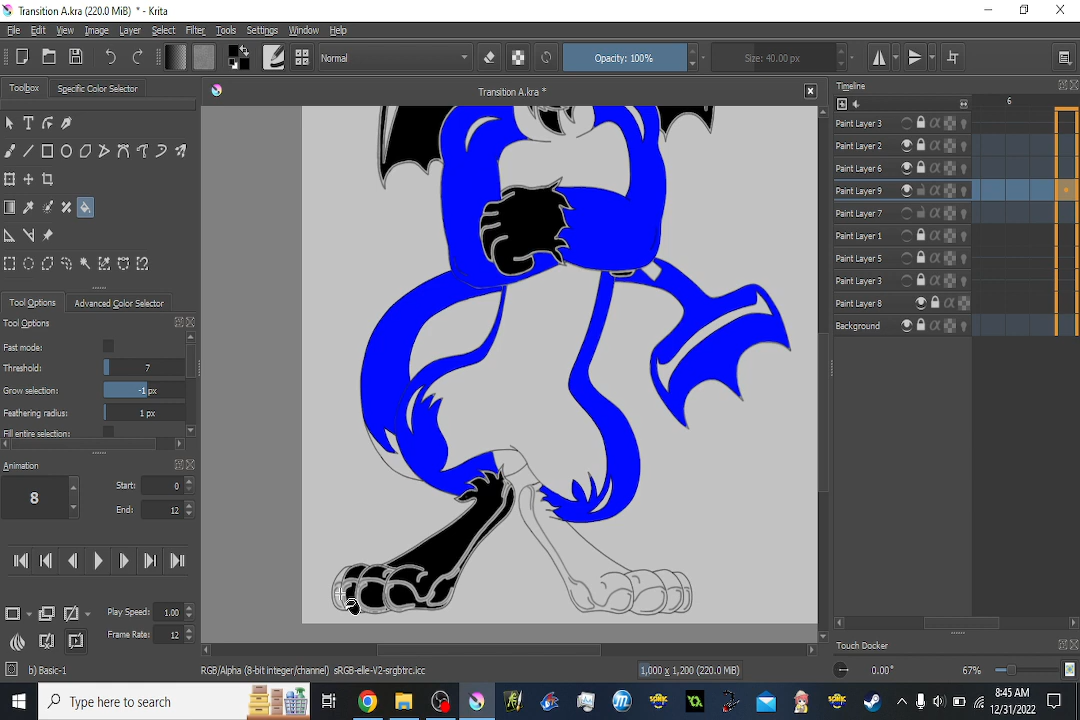 Transition A.kra (220.0 MiB) * - Krita
File Edit View Image Layer Select Filter Tools Settings Window Help
Normal
Opacity: 100%
Size: 40.00 px
Toolbox
Specific Color Selector
Transition A.kra *
Timeline
6
Paint Layer 3
Paint Layer 2
Paint Layer 6
Paint Layer 9
Paint Layer 7
Paint Layer 1
Paint Layer 5
Paint Layer 3
Paint Layer 8
Background
Tool Options
Advanced Color Selector
Tool Options
Fast mode:
Threshold: 7
Grow selection: -1 px
Feathering radius: 1 px
Fill entire selection:
Animation
8
Start: 0
End: 12
Play Speed: 1.00
Frame Rate: 12
Touch Docker
b) Basic-1
RGB/Alpha (8-bit integer/channel) sRGB-elle-V2-srgbtrc.icc
1,000 x 1,200 (220.0 MiB)
0.00°
67%
Type here to search
8:45 AM
12/31/2022